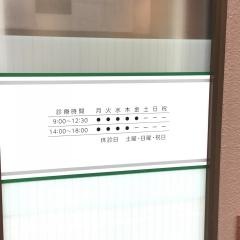 診療時間 月 火 水 木 金 土 日 祝
9:00〜12:30 ● ● ● ● ● － － －
14:00〜18:00 ● ● ● ● － － － －
休診日 土曜・日曜・祝日